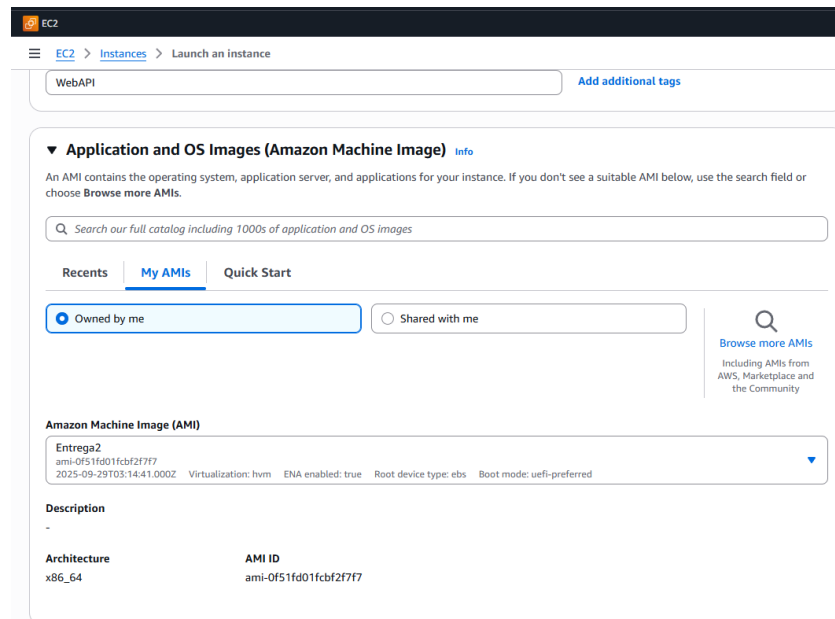 EC2
EC2 > Instances > Launch an instance
WebAPI Add additional tags
Application and OS Images (Amazon Machine Image) Info
An AMI contains the operating system, application server, and applications for your instance. If you don't see a suitable AMI below, use the search field or
choose Browse more AMIs.
Search our full catalog including 1000s of application and OS images
Recents My AMIs Quick Start
Owned by me Shared with me
Browse more AMIs
Including AMIs from
AWS, Marketplace and
the Community
Amazon Machine Image (AMI)
Entrega2
ami-0f51fd01fcbf2f7f7
2025-09-29T03:14:41.000Z Virtualization: hvm ENA enabled: true Root device type: ebs Boot mode: uefi-preferred
Description
-
Architecture AMI ID
x86_64 ami-0f51fd01fcbf2f7f7